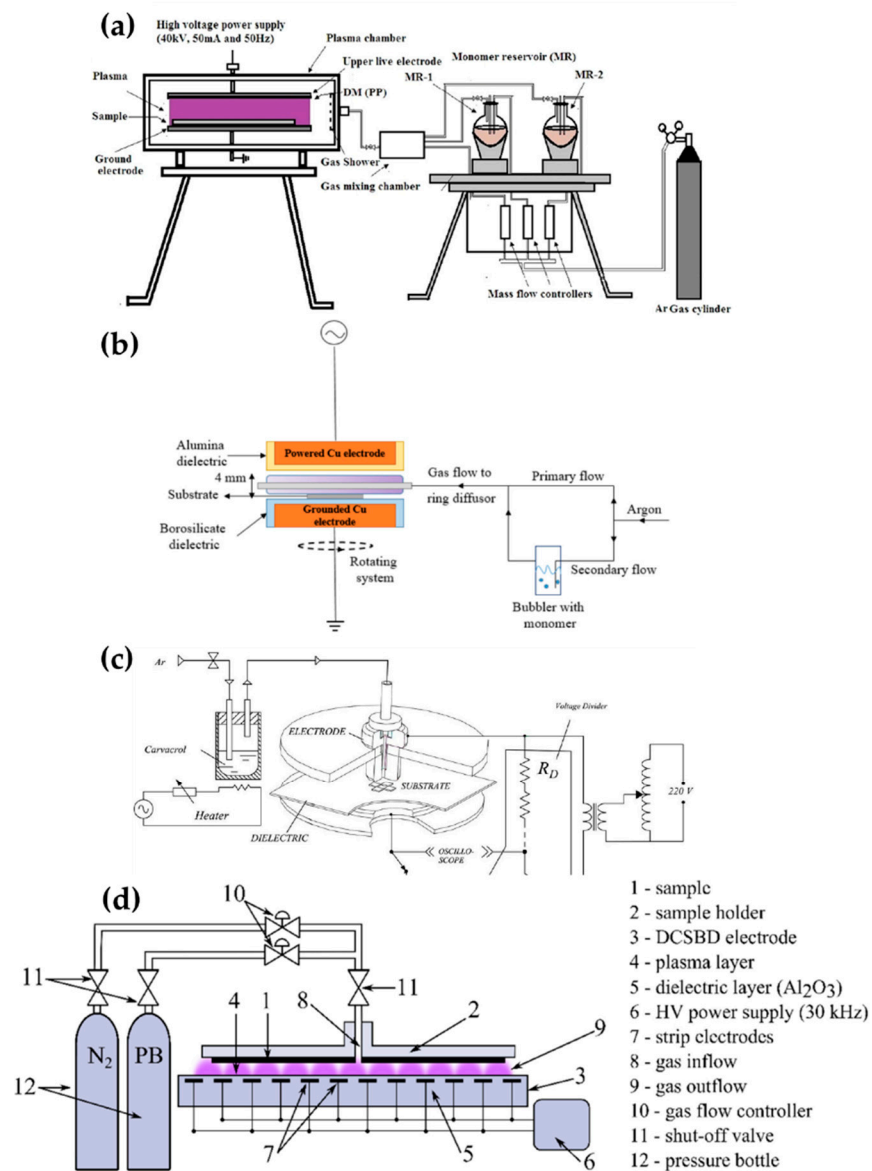 (a)
High voltage power supply
(40kV, 50mA and 50Hz)
Plasma chamber
Upper live electrode
DM (PP)
Plasma
Sample
Ground
electrode
Gas Shower
Gas mixing chamber
Monomer reservoir (MR)
MR-1
MR-2
Mass flow controllers
Ar Gas cylinder
(b)
Alumina
dielectric
Powered Cu electrode
4 mm
Substrate
Grounded Cu
electrode
Borosilicate
dielectric
Rotating
system
Gas flow to
ring diffusor
Primary flow
Argon
Secondary flow
Bubbler with
monomer
(c)
Ar
Carvacrol
Heater
ELECTRODE
SUBSTRATE
DIELECTRIC
OSCILLO-
SCOPE
Voltage Divider
R_D
220 V
(d)
10
11
4
1
8
11
2
9
N₂
PB
12
3
7
5
6
1 - sample
2 - sample holder
3 - DCSBD electrode
4 - plasma layer
5 - dielectric layer (Al₂O₃)
6 - HV power supply (30 kHz)
7 - strip electrodes
8 - gas inflow
9 - gas outflow
10 - gas flow controller
11 - shut-off valve
12 - pressure bottle